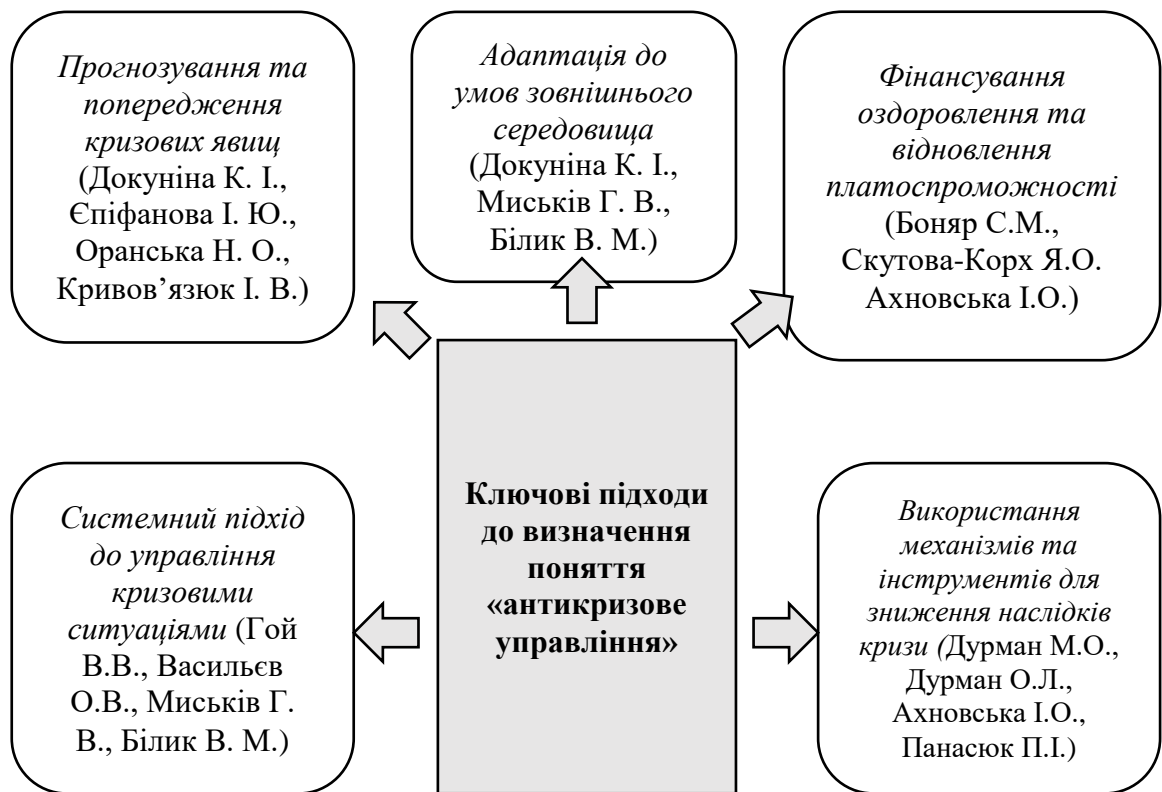 Прогнозування та
попередження
кризових явищ
(Докуніна К. І.,
Єпіфанова І. Ю.,
Оранська Н. О.,
Кривов’язюк І. В.)
Адаптація до
умов зовнішнього
середовища
(Докуніна К. І.,
Миськів Г. В.,
Білик В. М.)
Фінансування
оздоровлення та
відновлення
платоспроможності
(Боняр С.М.,
Скутова-Корх Я.О.
Ахновська І.О.)
Ключові підходи
до визначення
поняття
«антикризове
управління»
Системний підхід
до управління
кризовими
ситуаціями (Гой
В.В., Васильєв
О.В., Миськів Г.
В., Білик В. М.)
Використання
механізмів та
інструментів для
зниження наслідків
кризи (Дурман М.О.,
Дурман О.Л.,
Ахновська І.О.,
Панасюк П.І.)